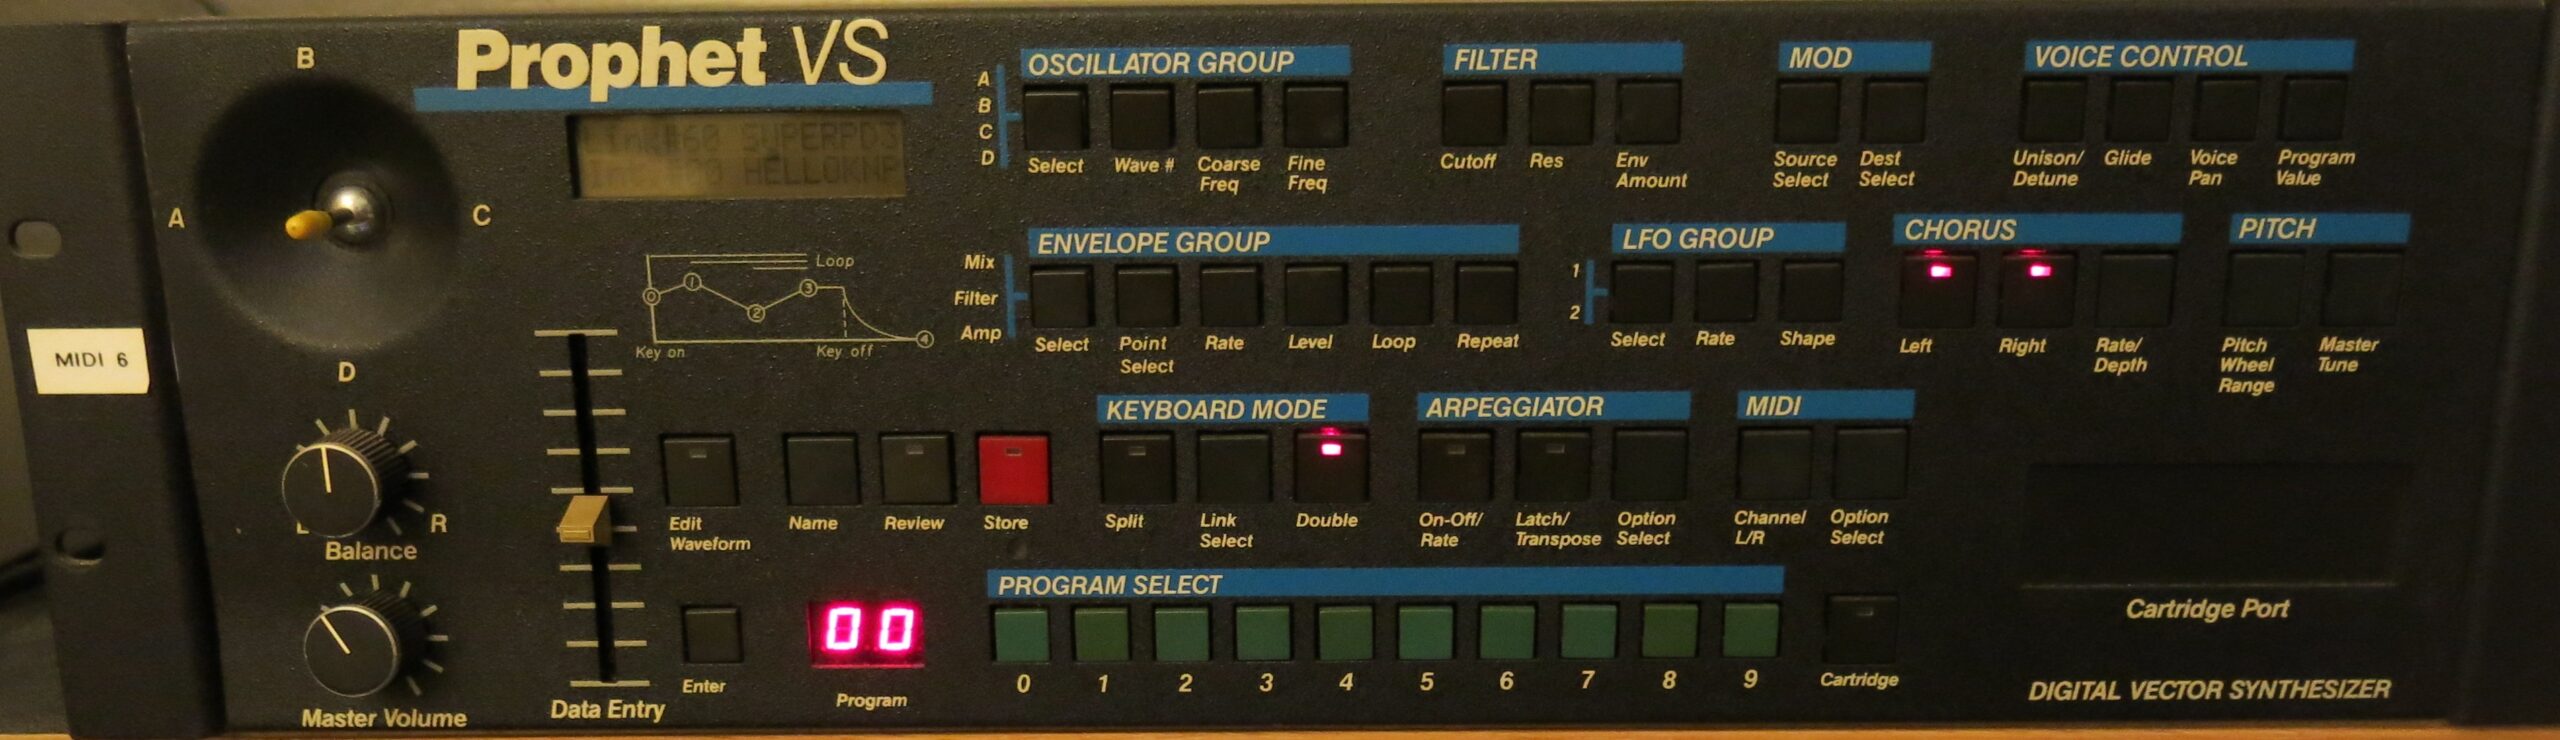 Prophet VS
B
A
C
D
MIDI 6
SUPERPD3
L
R
Balance
Master Volume
Loop
0
1
2
3
4
Key on
Key off
Data Entry
A
B
C
D
OSCILLATOR GROUP
Select
Wave #
Coarse
Freq
Fine
Freq
FILTER
Cutoff
Res
Env
Amount
MOD
Source
Select
Dest
Select
VOICE CONTROL
Unison/
Detune
Glide
Voice
Pan
Program
Value
Mix
Filter
Amp
ENVELOPE GROUP
Select
Point
Select
Rate
Level
Loop
Repeat
1
2
LFO GROUP
Select
Rate
Shape
CHORUS
Left
Right
Rate/
Depth
PITCH
Pitch
Wheel
Range
Master
Tune
Edit
Waveform
Name
Review
Store
KEYBOARD MODE
Split
Link
Select
Double
ARPEGGIATOR
On-Off/
Rate
Latch/
Transpose
Option
Select
MIDI
Channel
L/R
Option
Select
Enter
00
Program
PROGRAM SELECT
0
1
2
3
4
5
6
7
8
9
Cartridge
Cartridge Port
DIGITAL VECTOR SYNTHESIZER